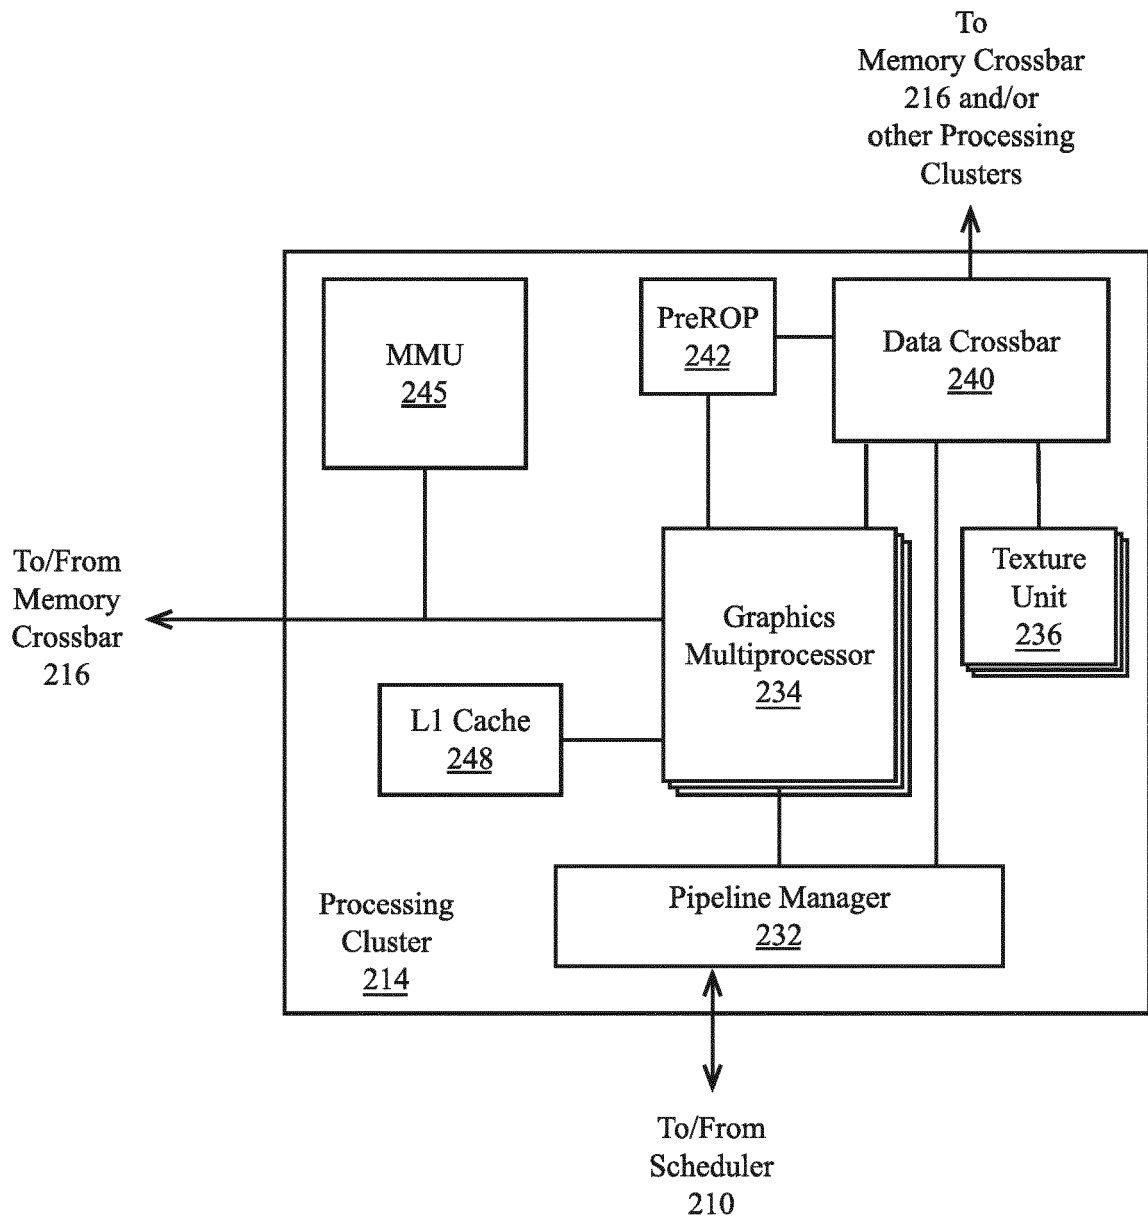 To
Memory Crossbar
216 and/or
other Processing
Clusters
MMU
245
PreROP
242
Data Crossbar
240
To/From
Memory
Crossbar
216
Graphics
Multiprocessor
234
Texture
Unit
236
L1 Cache
248
Pipeline Manager
232
Processing
Cluster
214
To/From
Scheduler
210